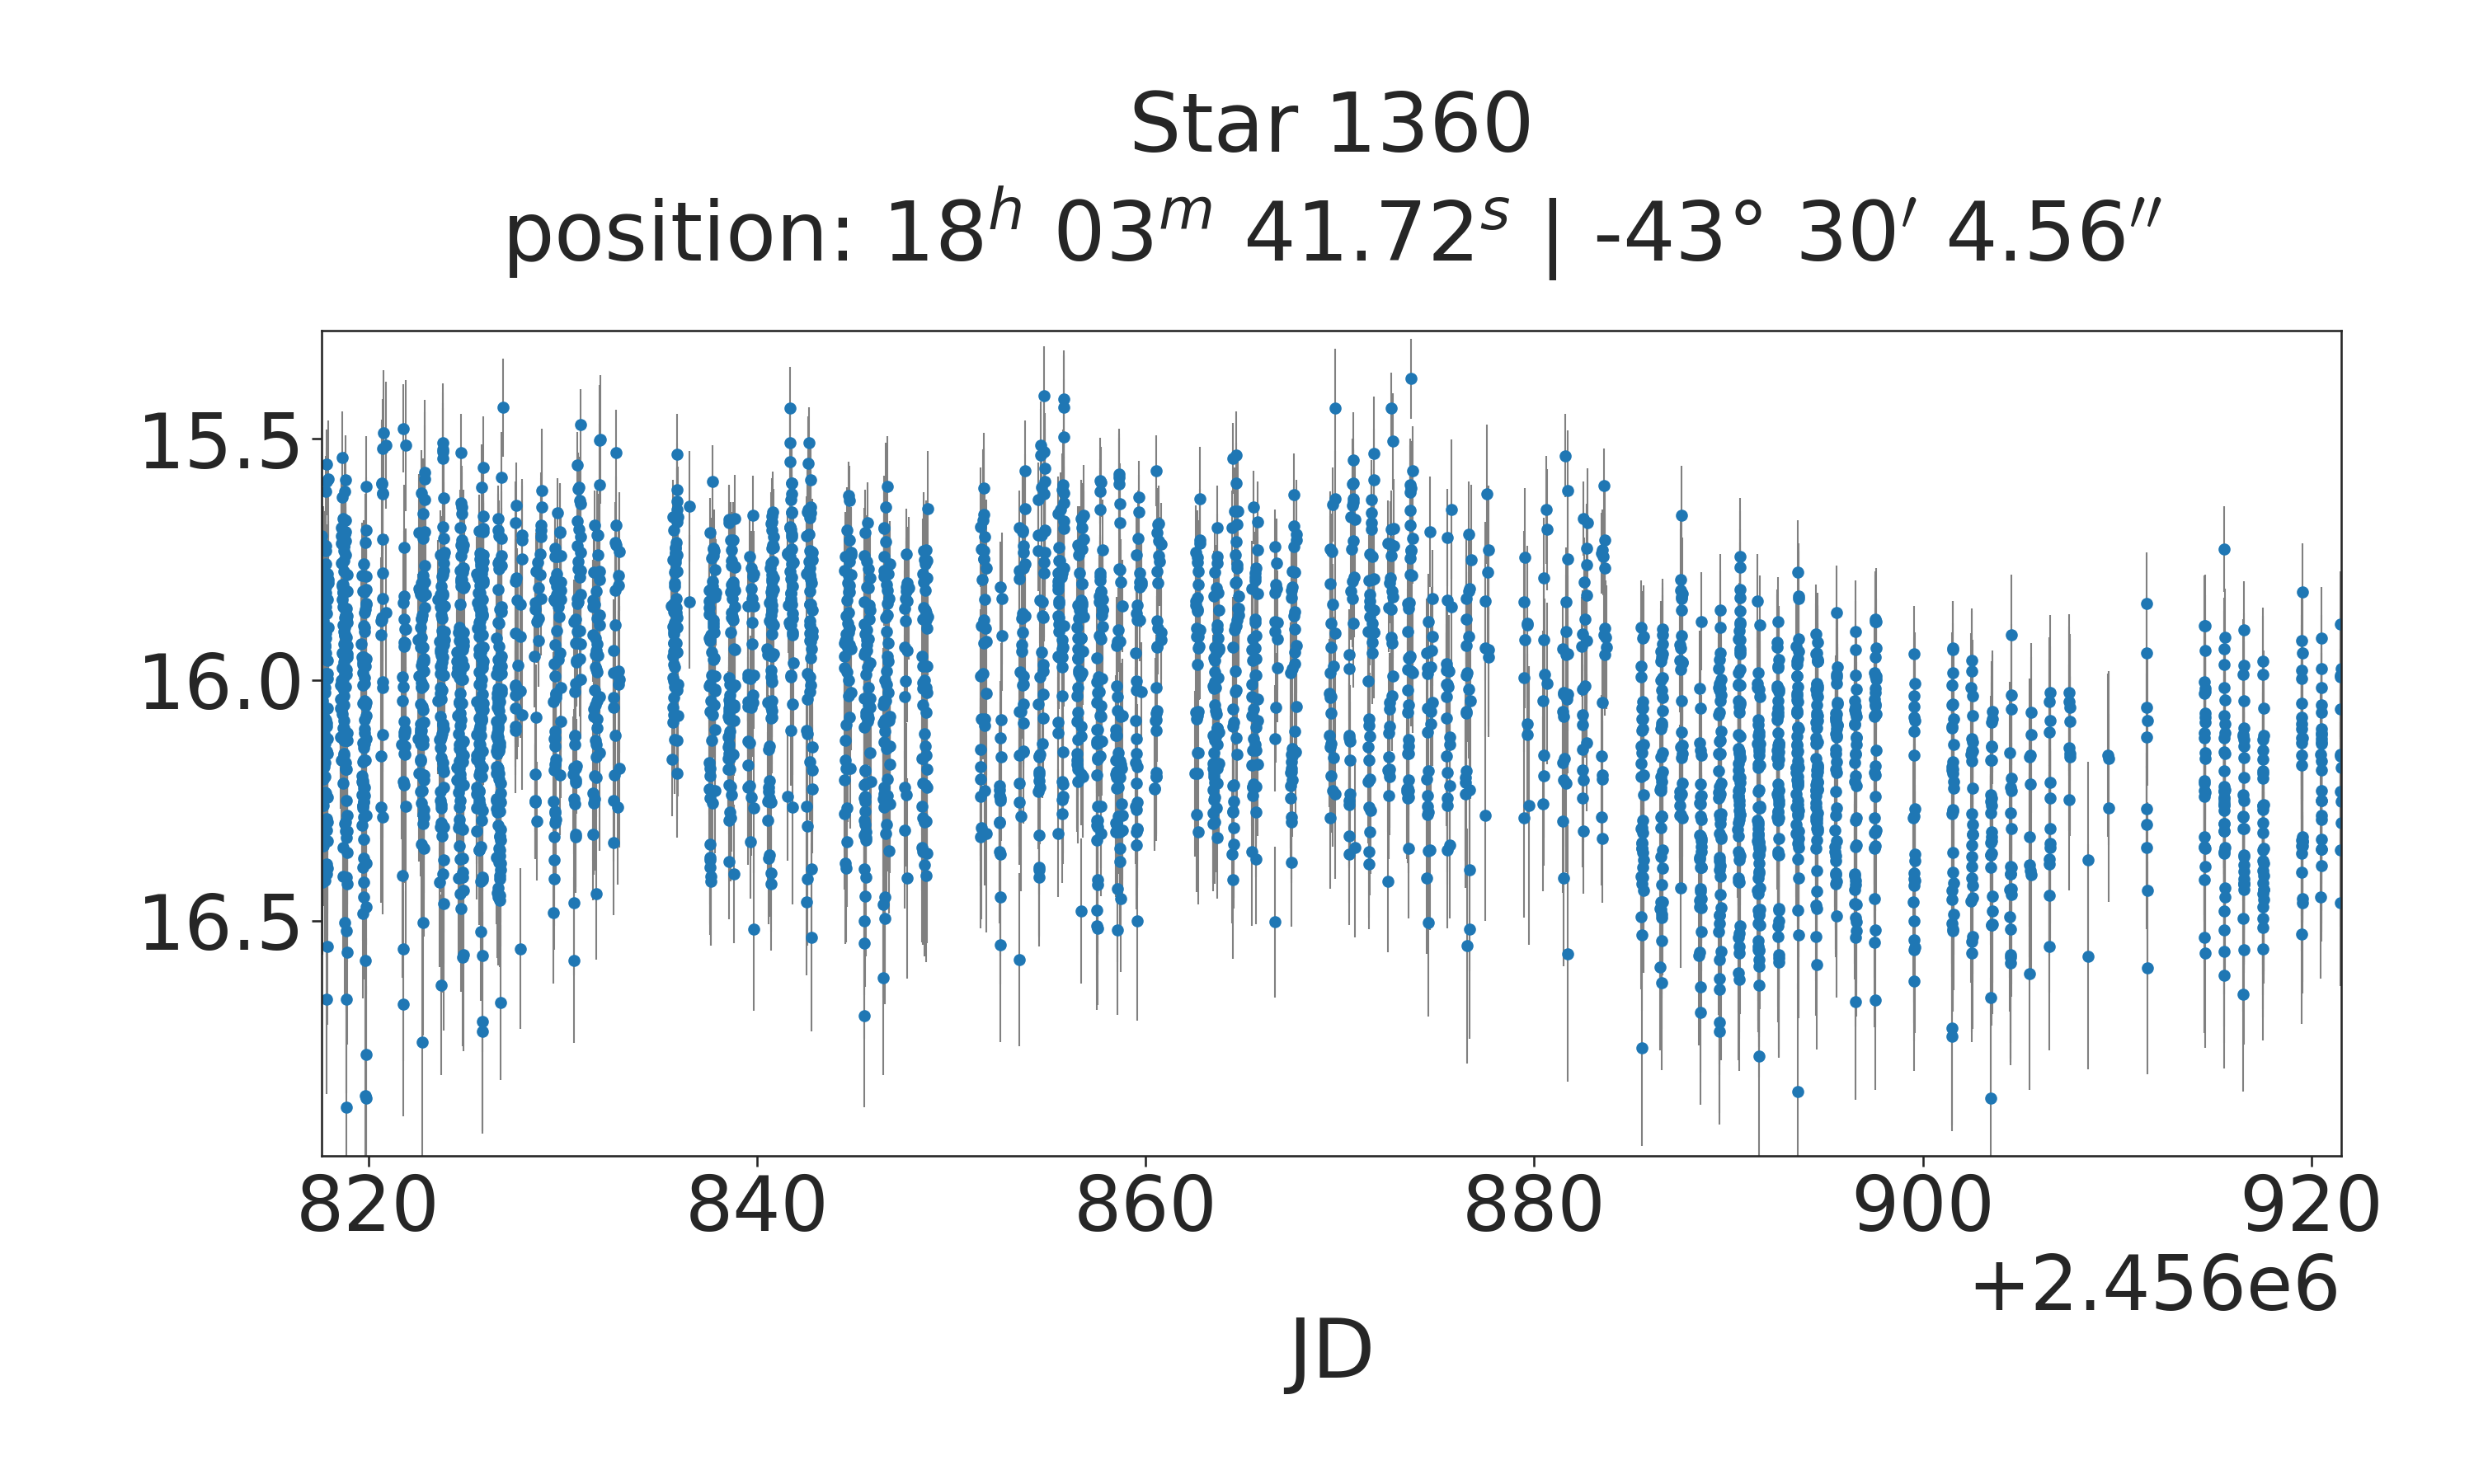 Star 1360
position: 18ʰ 03ᵐ 41.72ˢ | -43° 30′ 4.56′′
15.5
16.0
16.5
820 840 860 880 900 920
+2.456e6
JD